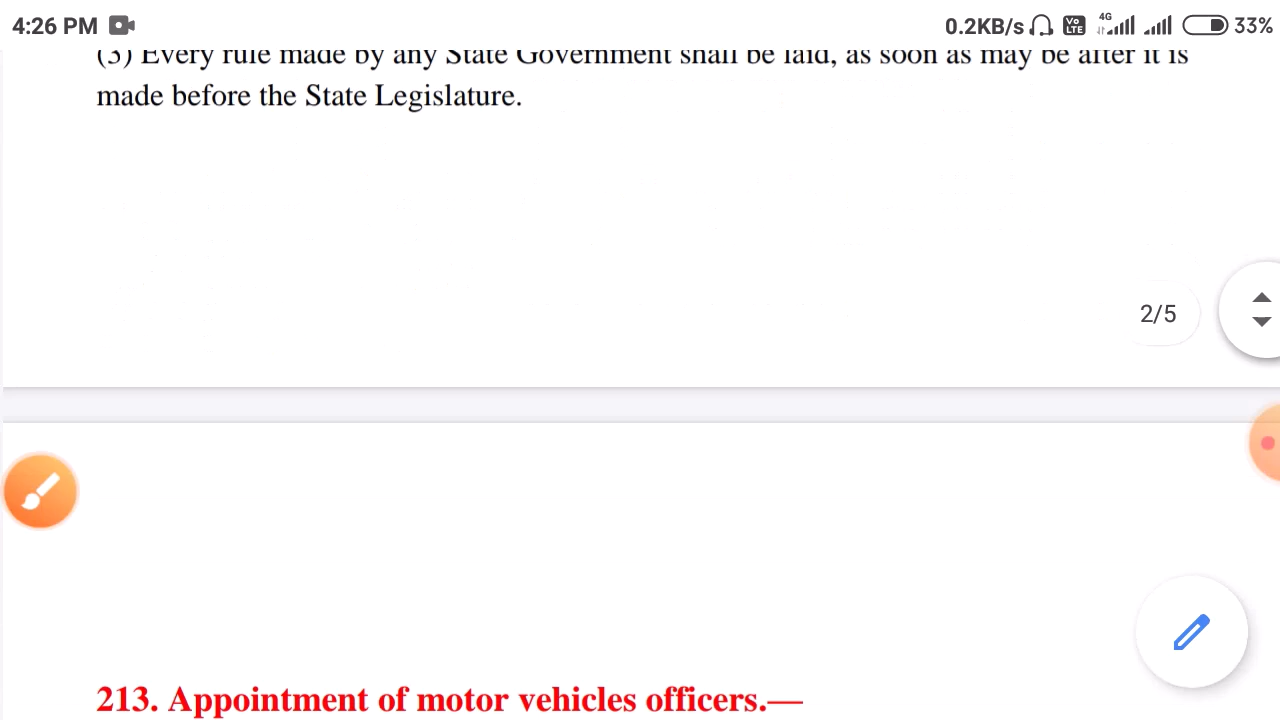 4:26 PM 0.2KB/s Vo LTE 4G 33%
(3) Every rule made by any State Government shall be laid, as soon as may be after it is
made before the State Legislature.
2/5
213. Appointment of motor vehicles officers.—